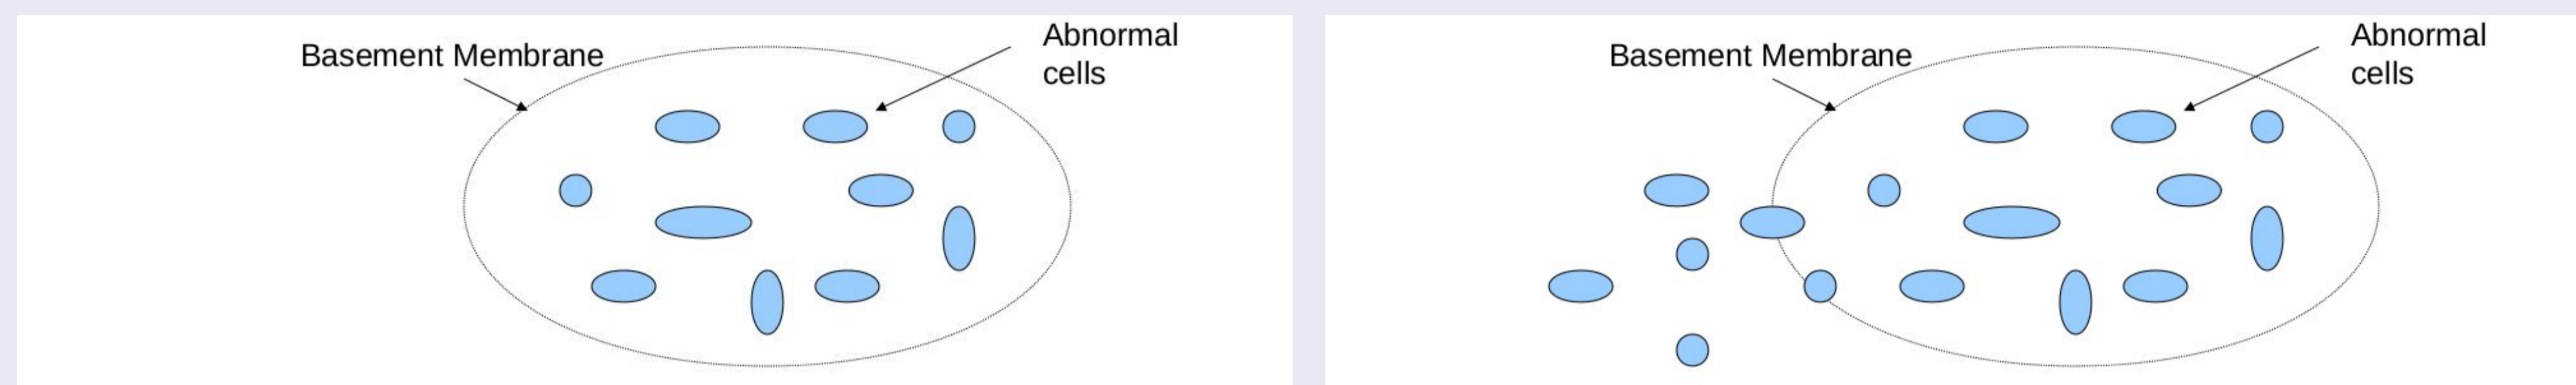 Basement Membrane
Abnormal
cells
Basement Membrane
Abnormal
cells